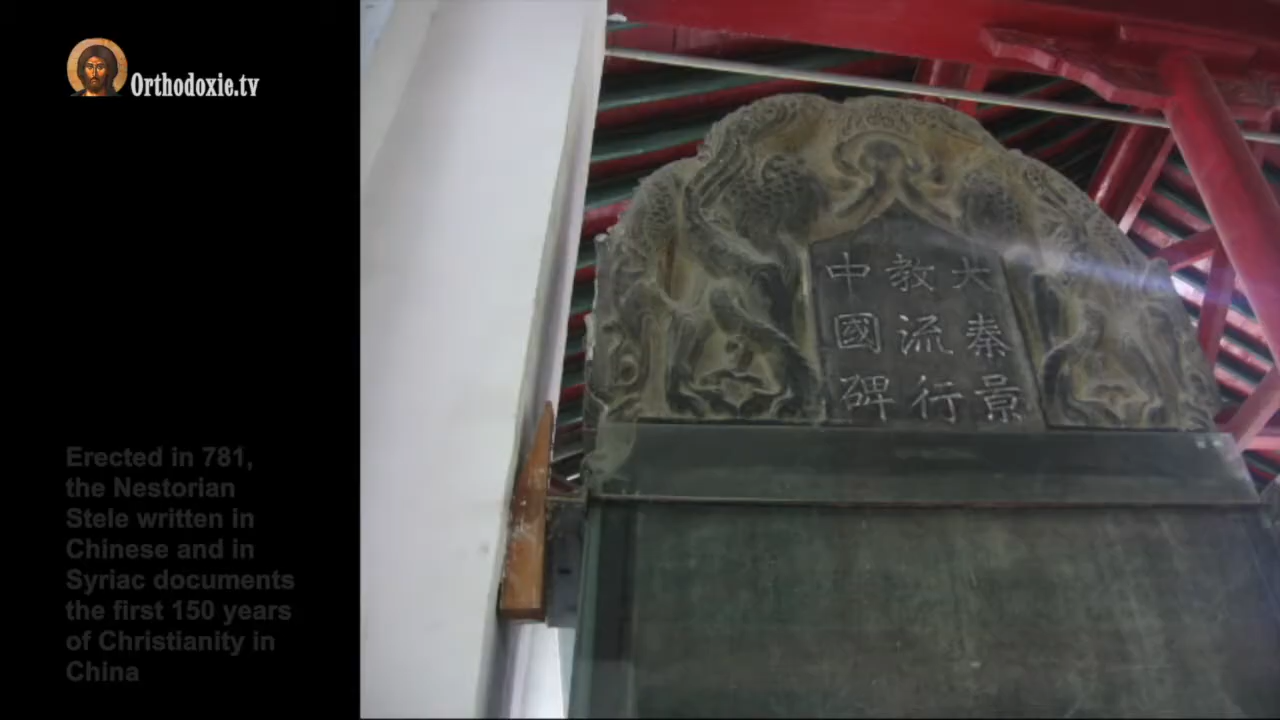 Orthodoxie.tv
Erected in 781,
the Nestorian
Stele written in
Chinese and in
Syriac documents
the first 150 years
of Christianity in
China
大秦景
教流行
中國碑